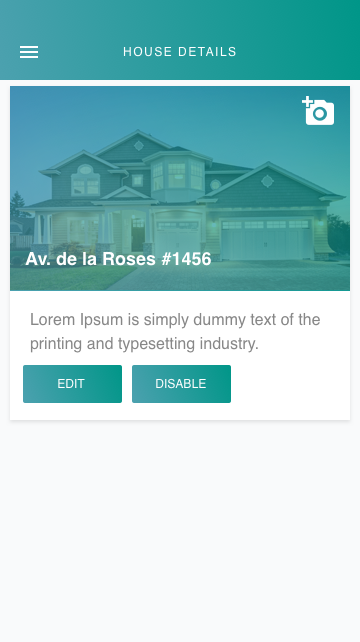 HOUSE DETAILS
Av. de la Roses #1456
Lorem Ipsum is simply dummy text of the
printing and typesetting industry.
EDIT
DISABLE